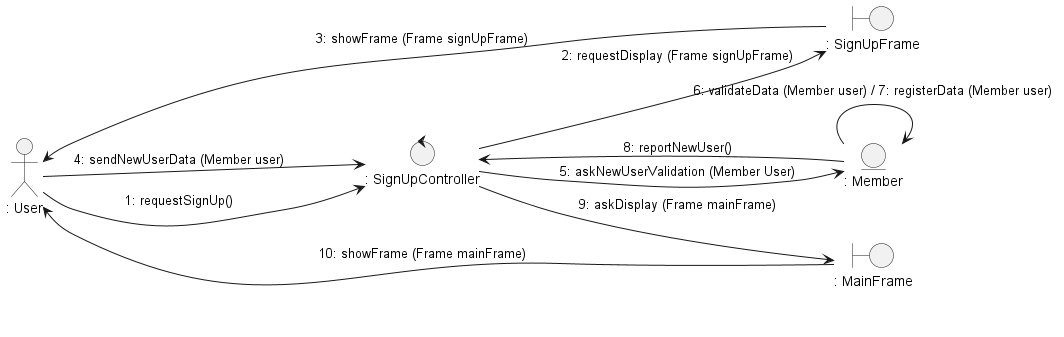 3: showFrame (Frame signUpFrame)
: SignUpFrame
2: requestDisplay (Frame signUpFrame)
6: validateData (Member user) / 7: registerData (Member user)
8: reportNewUser()
4: sendNewUserData (Member user)
5: askNewUserValidation (Member User)
: SignUpController
: Member
1: requestSignUp()
: User
9: askDisplay (Frame mainFrame)
10: showFrame (Frame mainFrame)
: MainFrame